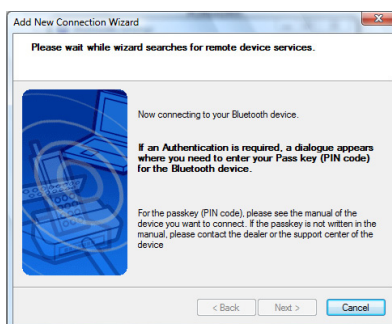 Add New Connection Wizard
Please wait while wizard searches for remote device services.
Now connecting to your Bluetooth device.
If an Authentication is required, a dialogue appears
where you need to enter your Pass key (PIN code)
for the Bluetooth device.
For the passkey (PIN code), please see the manual of the
device you want to connect. If the passkey is not written in the
manual, please contact the dealer or the support center of the
device
< Back Next > Cancel